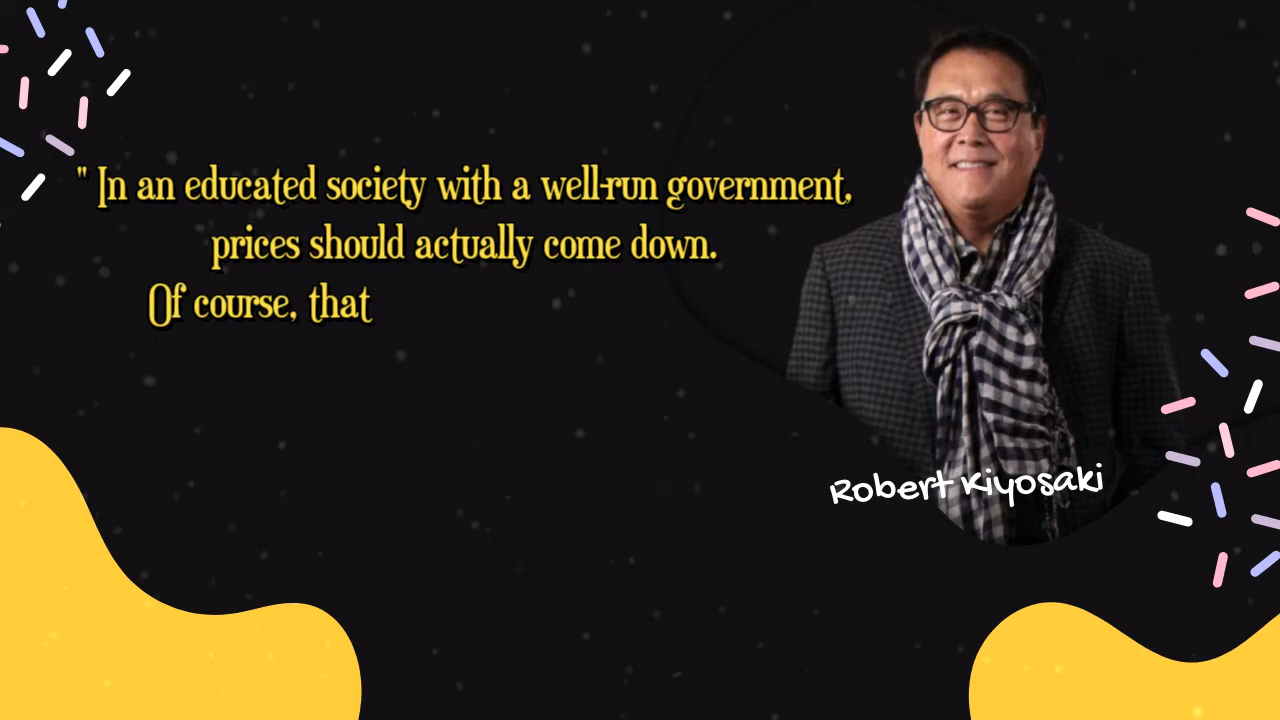 " In an educated society with a well-run government,
prices should actually come down.
Of course, that
Robert Kiyosaki